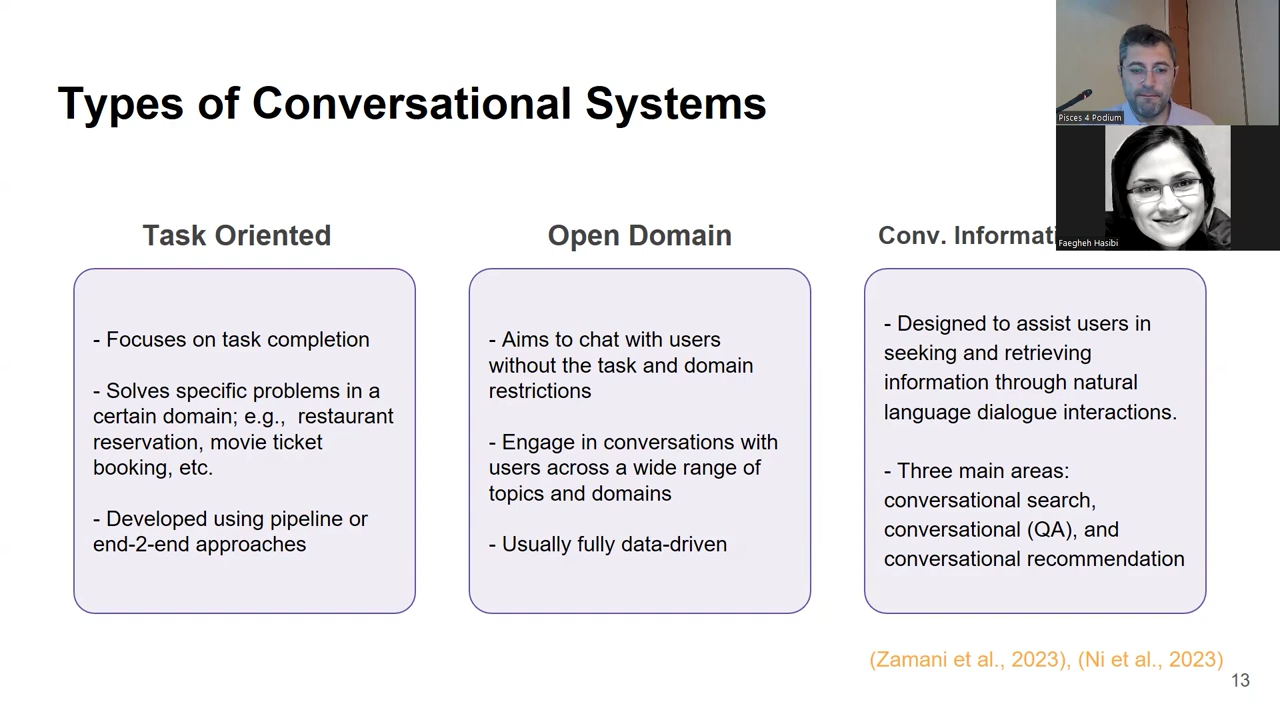 Types of Conversational Systems
Pisces 4 Podium
Faegheh Hasibi
Task Oriented
- Focuses on task completion
- Solves specific problems in a
certain domain; e.g., restaurant
reservation, movie ticket
booking, etc.
- Developed using pipeline or
end-2-end approaches
Open Domain
- Aims to chat with users
without the task and domain
restrictions
- Engage in conversations with
users across a wide range of
topics and domains
- Usually fully data-driven
Conv.
- Designed to assist users in
seeking and retrieving
information through natural
language dialogue interactions.
- Three main areas:
conversational search,
conversational (QA), and
conversational recommendation
(Zamani et al., 2023), (Ni et al., 2023)
13